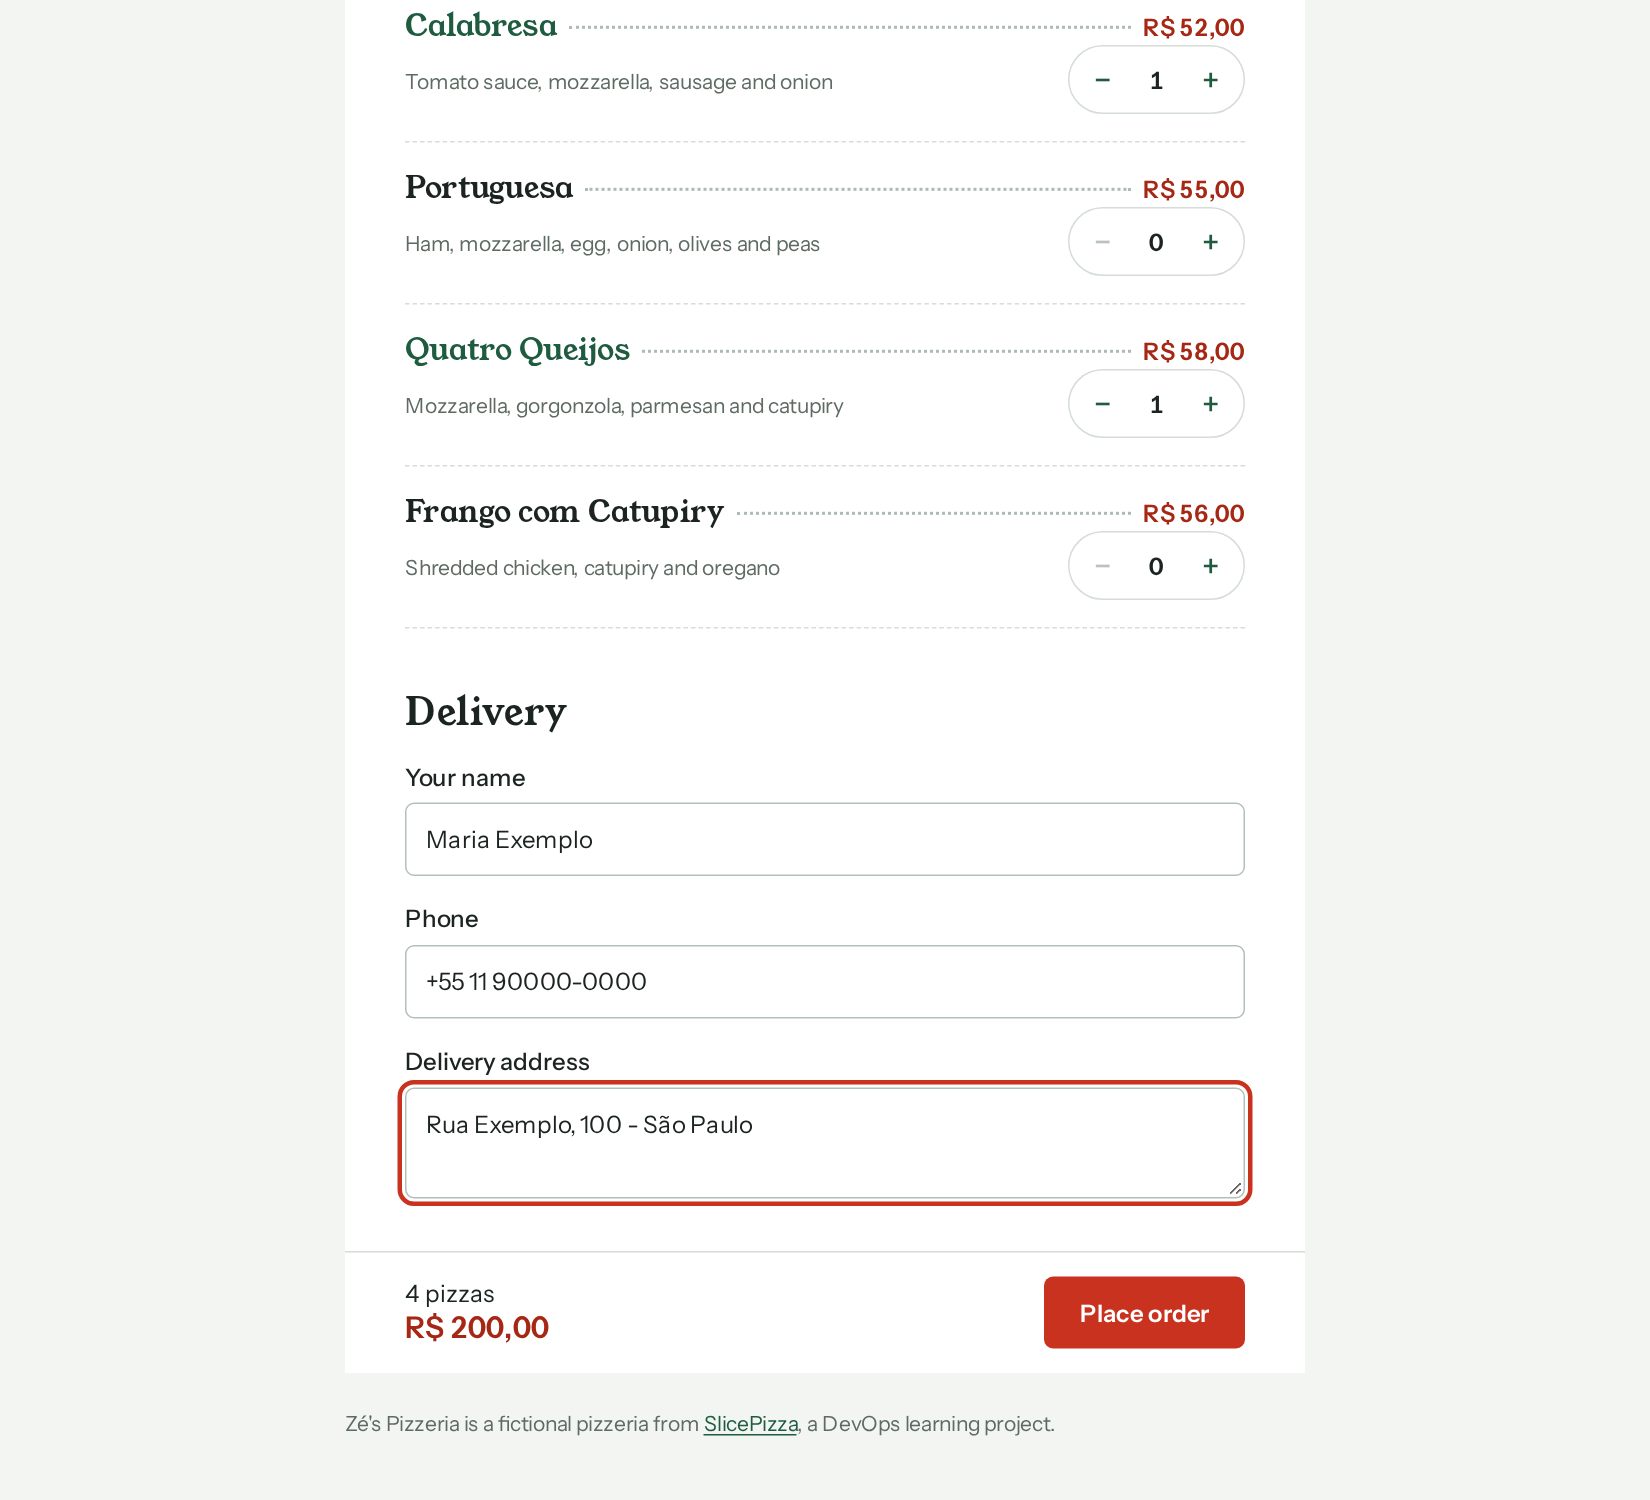 Calabresa R$ 52,00
Tomato sauce, mozzarella, sausage and onion − 1 +
Portuguesa R$ 55,00
Ham, mozzarella, egg, onion, olives and peas − 0 +
Quatro Queijos R$ 58,00
Mozzarella, gorgonzola, parmesan and catupiry − 1 +
Frango com Catupiry R$ 56,00
Shredded chicken, catupiry and oregano − 0 +
Delivery
Your name
Maria Exemplo
Phone
+55 11 90000-0000
Delivery address
Rua Exemplo, 100 - São Paulo
4 pizzas
R$ 200,00
Place order
Zé's Pizzeria is a fictional pizzeria from SlicePizza, a DevOps learning project.